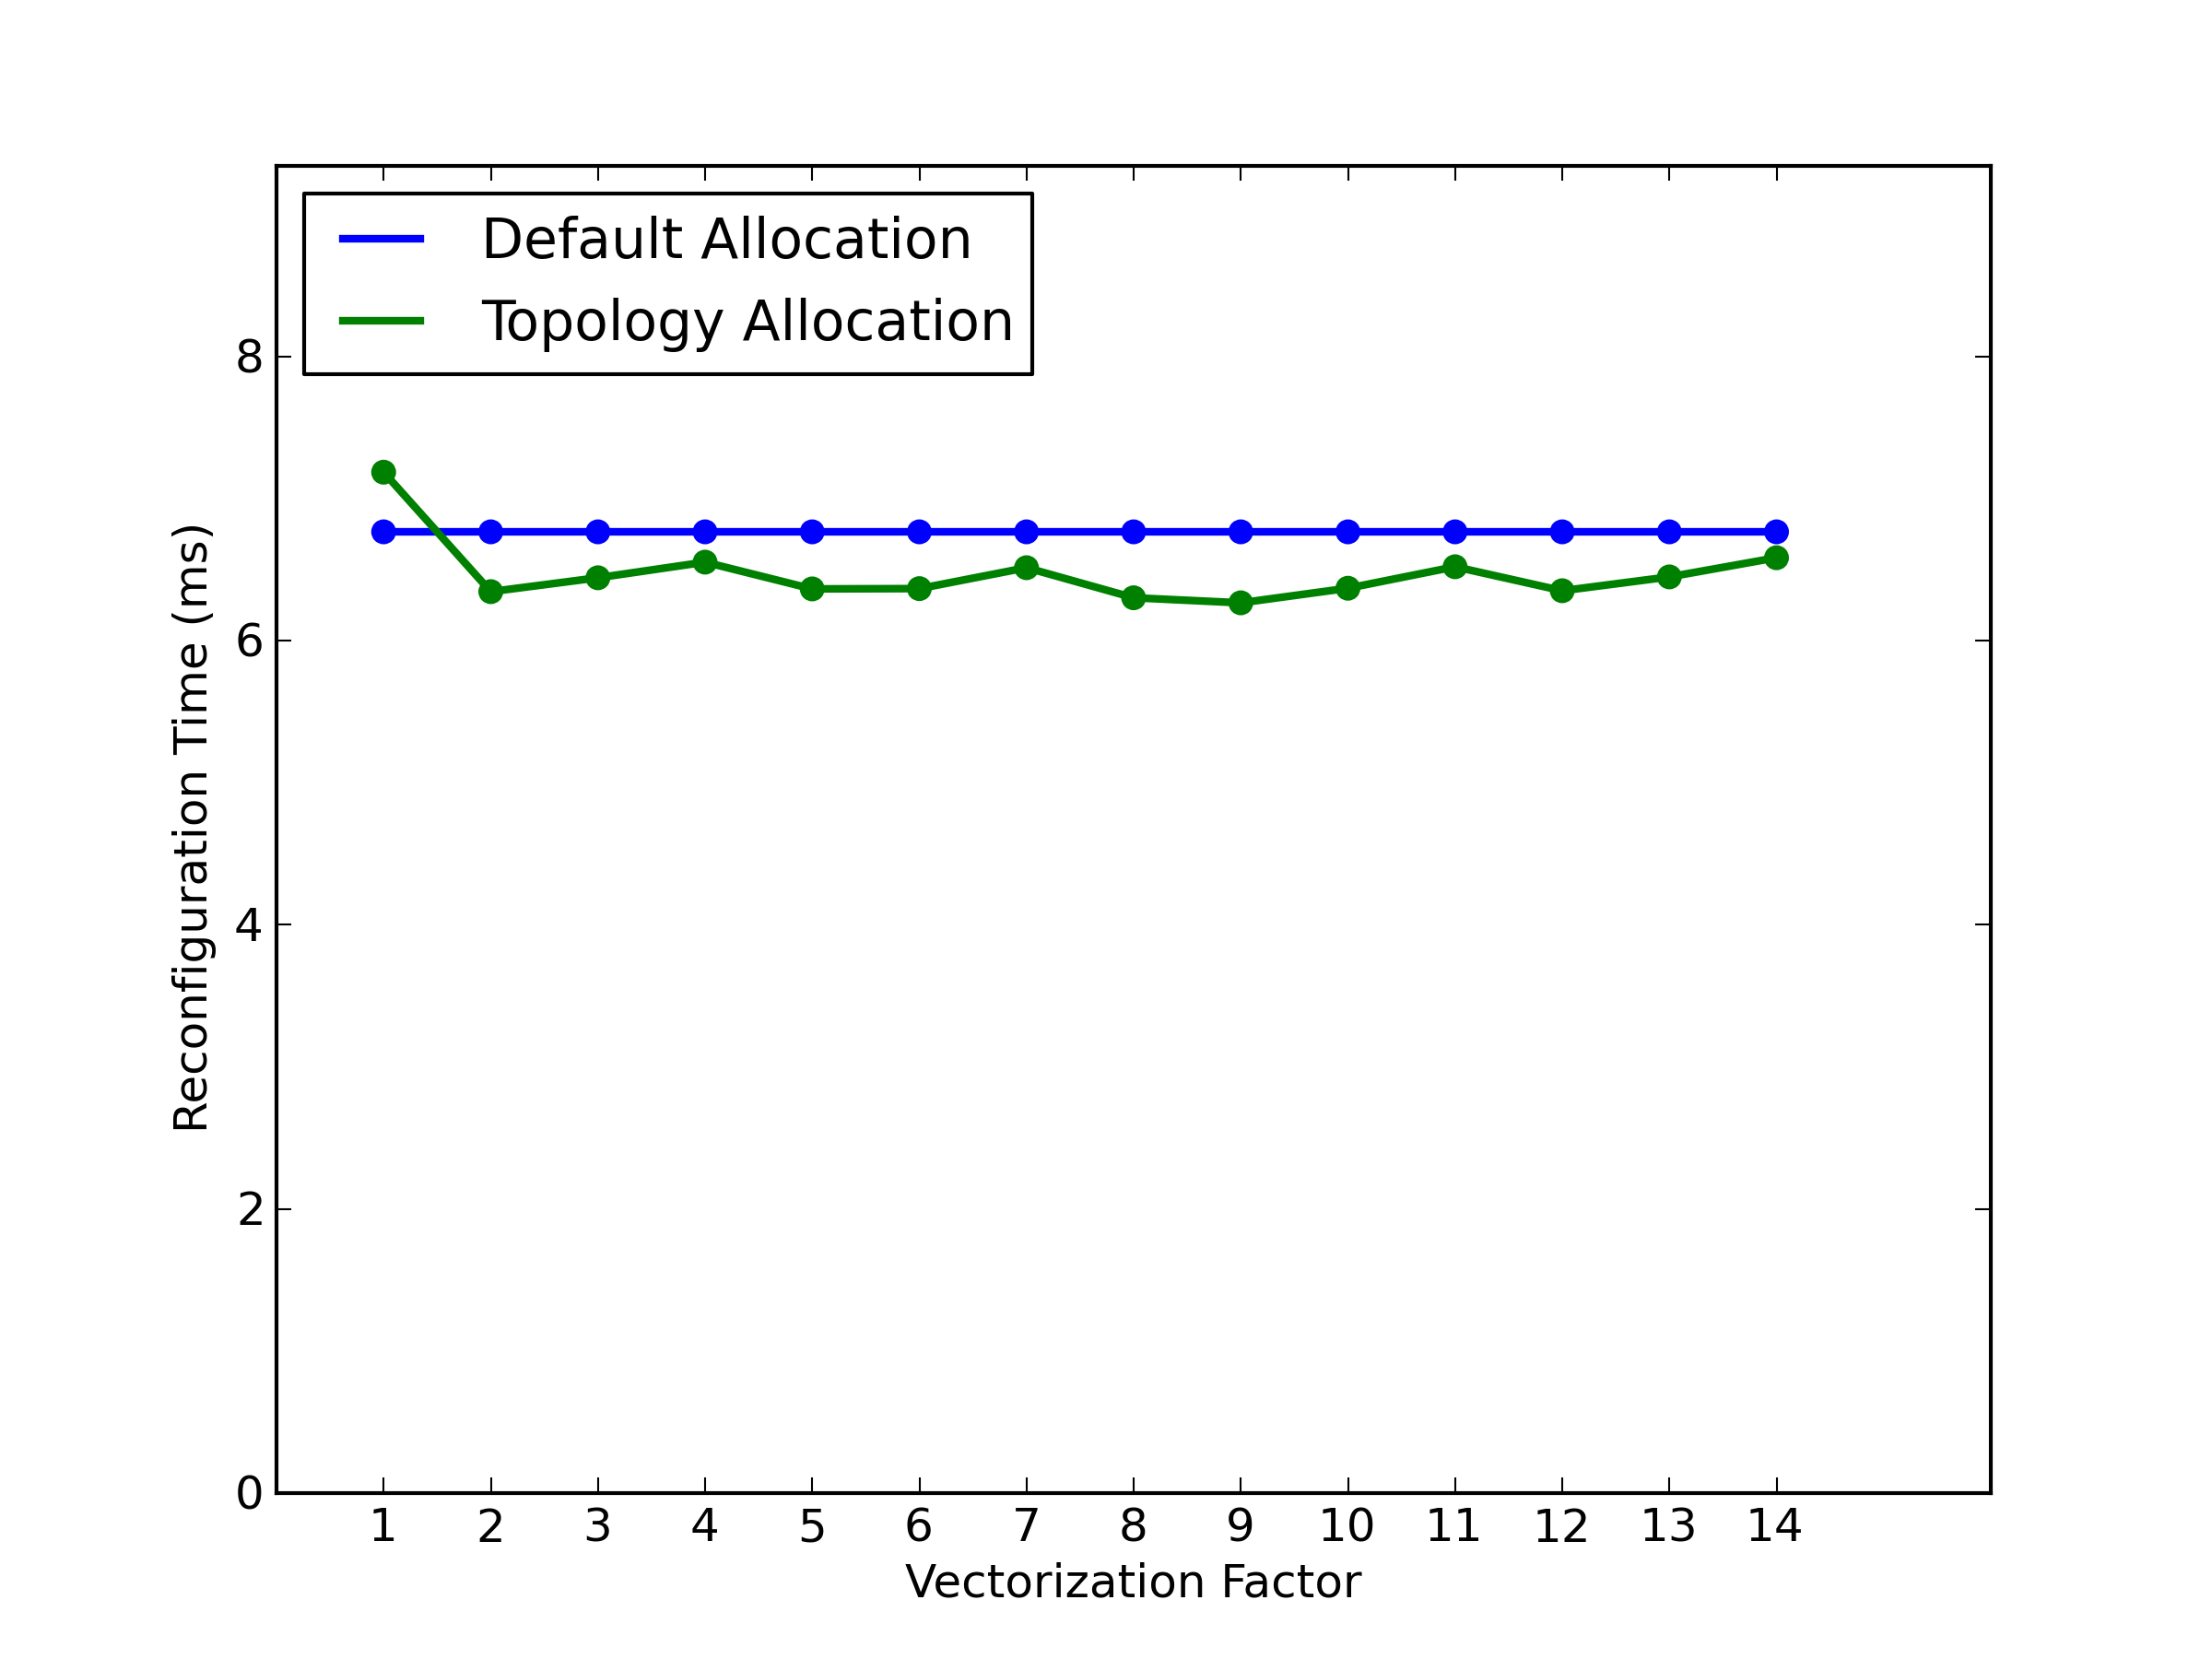 Default Allocation
Topology Allocation
8
6
4
2
0
Reconfiguration Time (ms)
1 2 3 4 5 6 7 8 9 10 11 12 13 14
Vectorization Factor